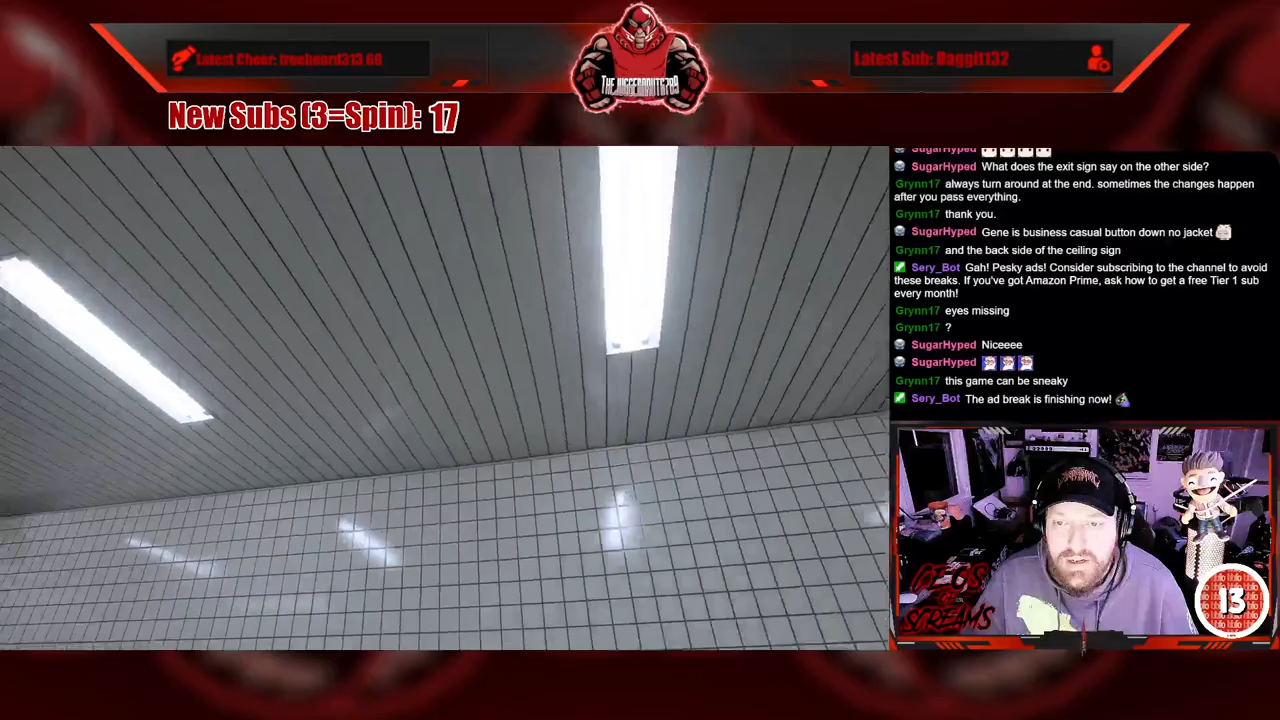 Latest Cheer: treebeard313 69
THEJUGGERNAUT6789
Latest Sub: Daggit132
New Subs (3=Spin): 17
SugarHyped
SugarHyped What does the exit sign say on the other side?
Grynn17 always turn around at the end. sometimes the changes happen
after you pass everything.
Grynn17 thank you.
SugarHyped Gene is business casual button down no jacket
Grynn17 and the back side of the ceiling sign
Sery_Bot Gah! Pesky ads! Consider subscribing to the channel to avoid
these breaks. If you've got Amazon Prime, ask how to get a free Tier 1 sub
every month!
Grynn17 eyes missing
Grynn17 ?
SugarHyped Niceeee
SugarHyped
Grynn17 this game can be sneaky
Sery_Bot The ad break is finishing now!
SCREAMS
13